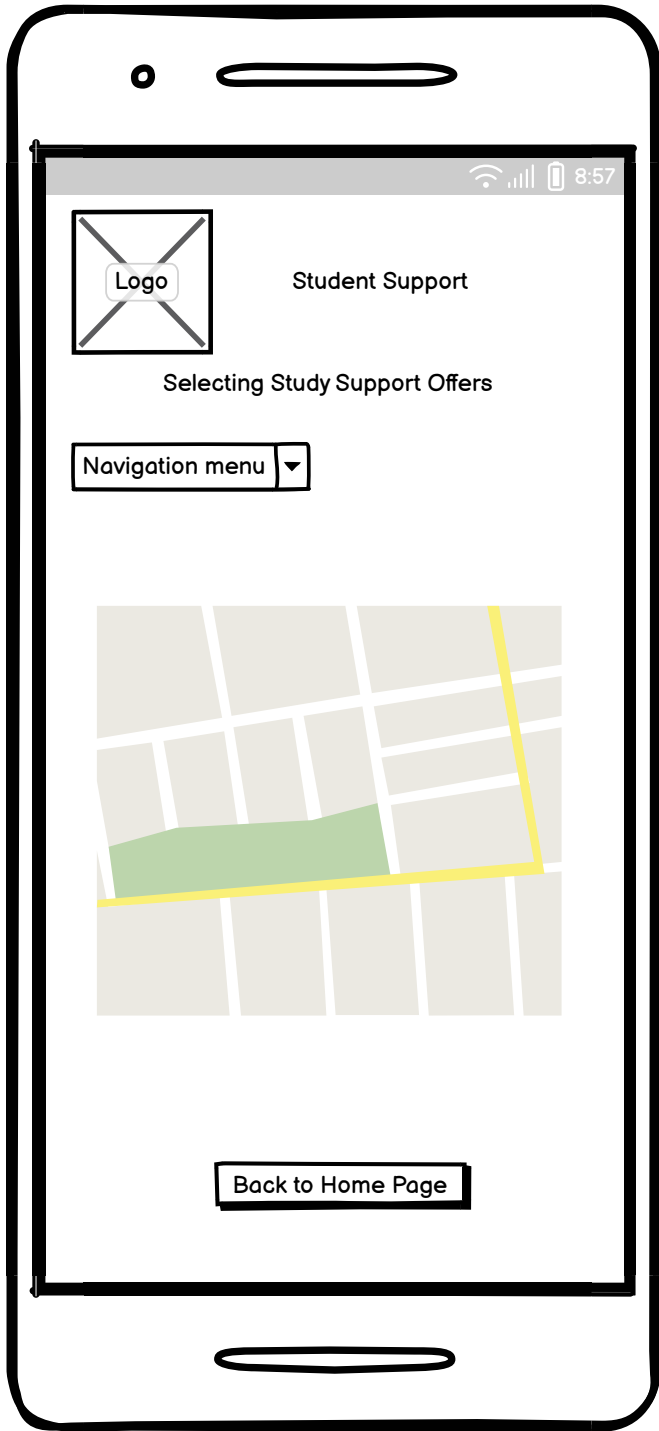 8:57
Logo
Student Support
Selecting Study Support Offers
Navigation menu
Back to Home Page